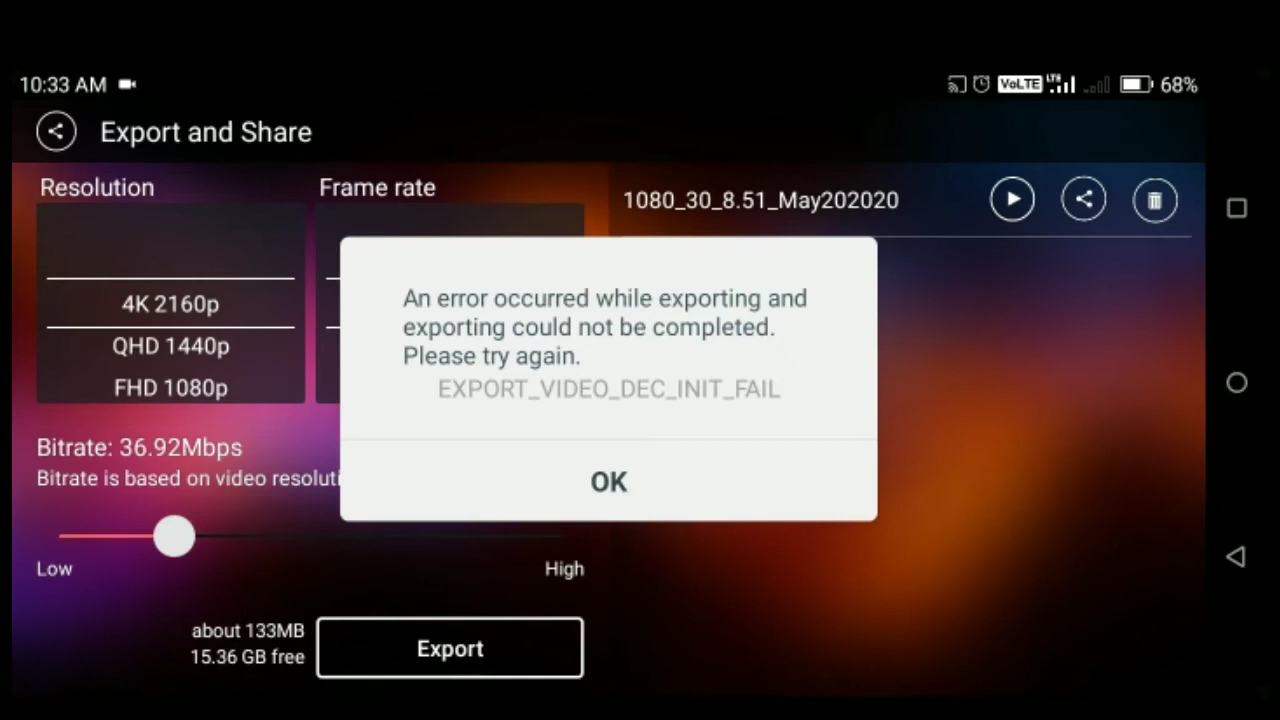 10:33 AM
VoLTE LTE 68%
Export and Share
Resolution
Frame rate
1080_30_8.51_May202020
4K 2160p
QHD 1440p
FHD 1080p
An error occurred while exporting and
exporting could not be completed.
Please try again.
EXPORT_VIDEO_DEC_INIT_FAIL
OK
Bitrate: 36.92Mbps
Bitrate is based on video resoluti
Low
High
about 133MB
15.36 GB free
Export